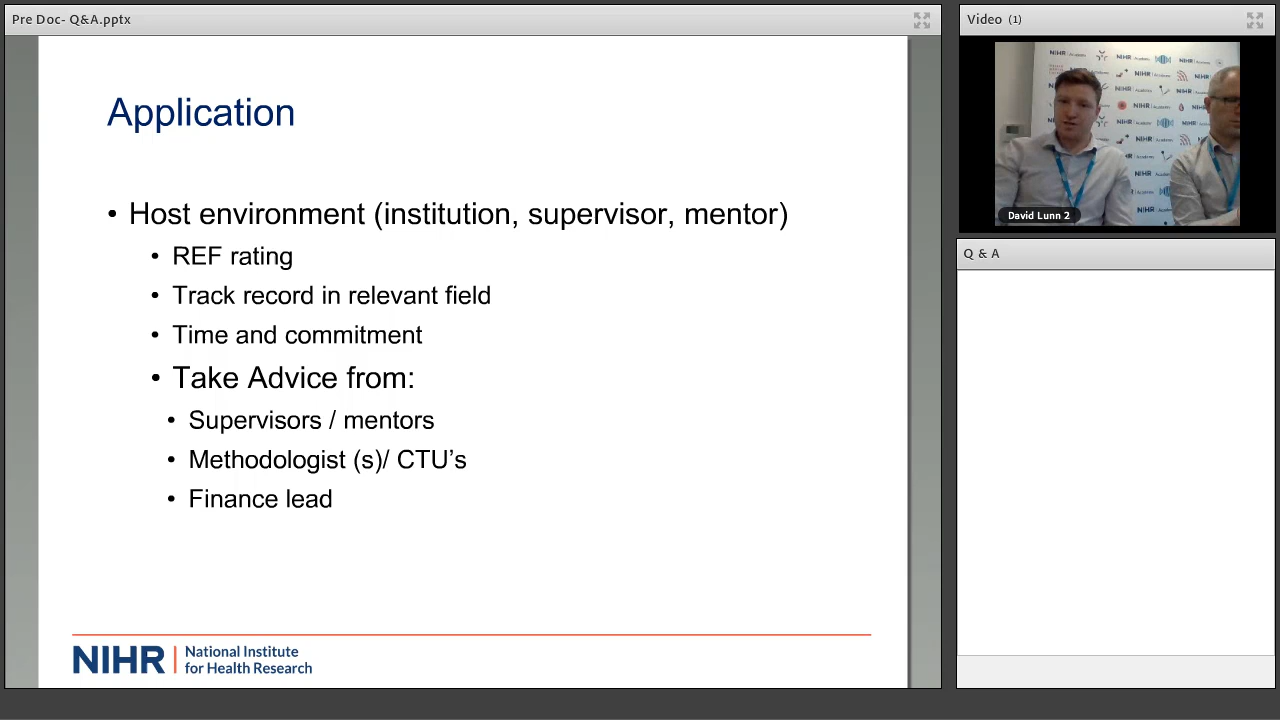 Pre Doc- Q&A.pptx
Application
• Host environment (institution, supervisor, mentor)
• REF rating
• Track record in relevant field
• Time and commitment
• Take Advice from:
• Supervisors / mentors
• Methodologist (s)/ CTU’s
• Finance lead
NIHR | National Institute
for Health Research
Video (1)
David Lunn 2
Q & A